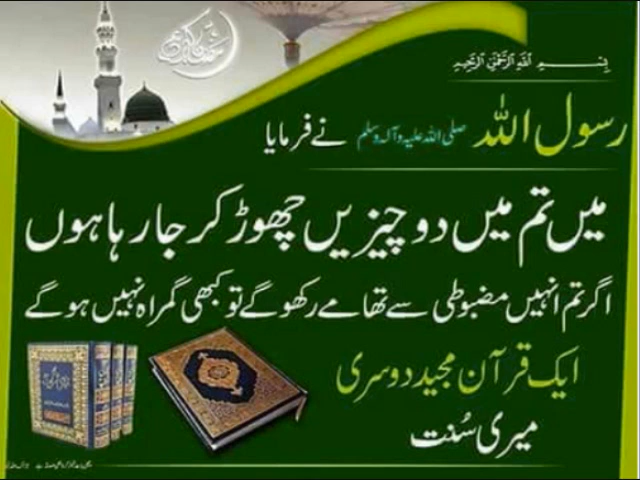 بِسْمِ اللهِ الرَّحْمٰنِ الرَّحِيْمِ
رسول اللہ صلی اللہ علیہ وآلہ وسلم نے فرمایا
میں تم میں دو چیزیں چھوڑ کر جا رہا ہوں
اگر تم انہیں مضبوطی سے تھامے رکھو گے تو کبھی گمراہ نہیں ہو گے
ایک قرآن مجید دوسری
میری سُنت